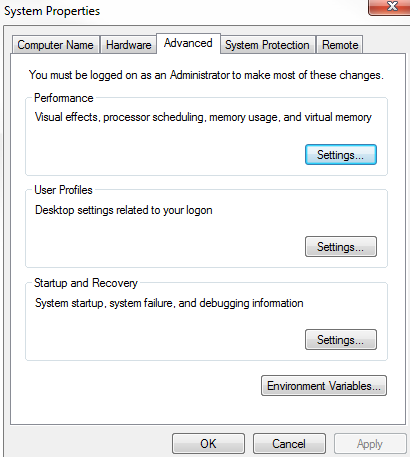 System Properties
Computer Name Hardware Advanced System Protection Remote
You must be logged on as an Administrator to make most of these changes.
Performance
Visual effects, processor scheduling, memory usage, and virtual memory
Settings...
User Profiles
Desktop settings related to your logon
Settings...
Startup and Recovery
System startup, system failure, and debugging information
Settings...
Environment Variables...
OK Cancel Apply